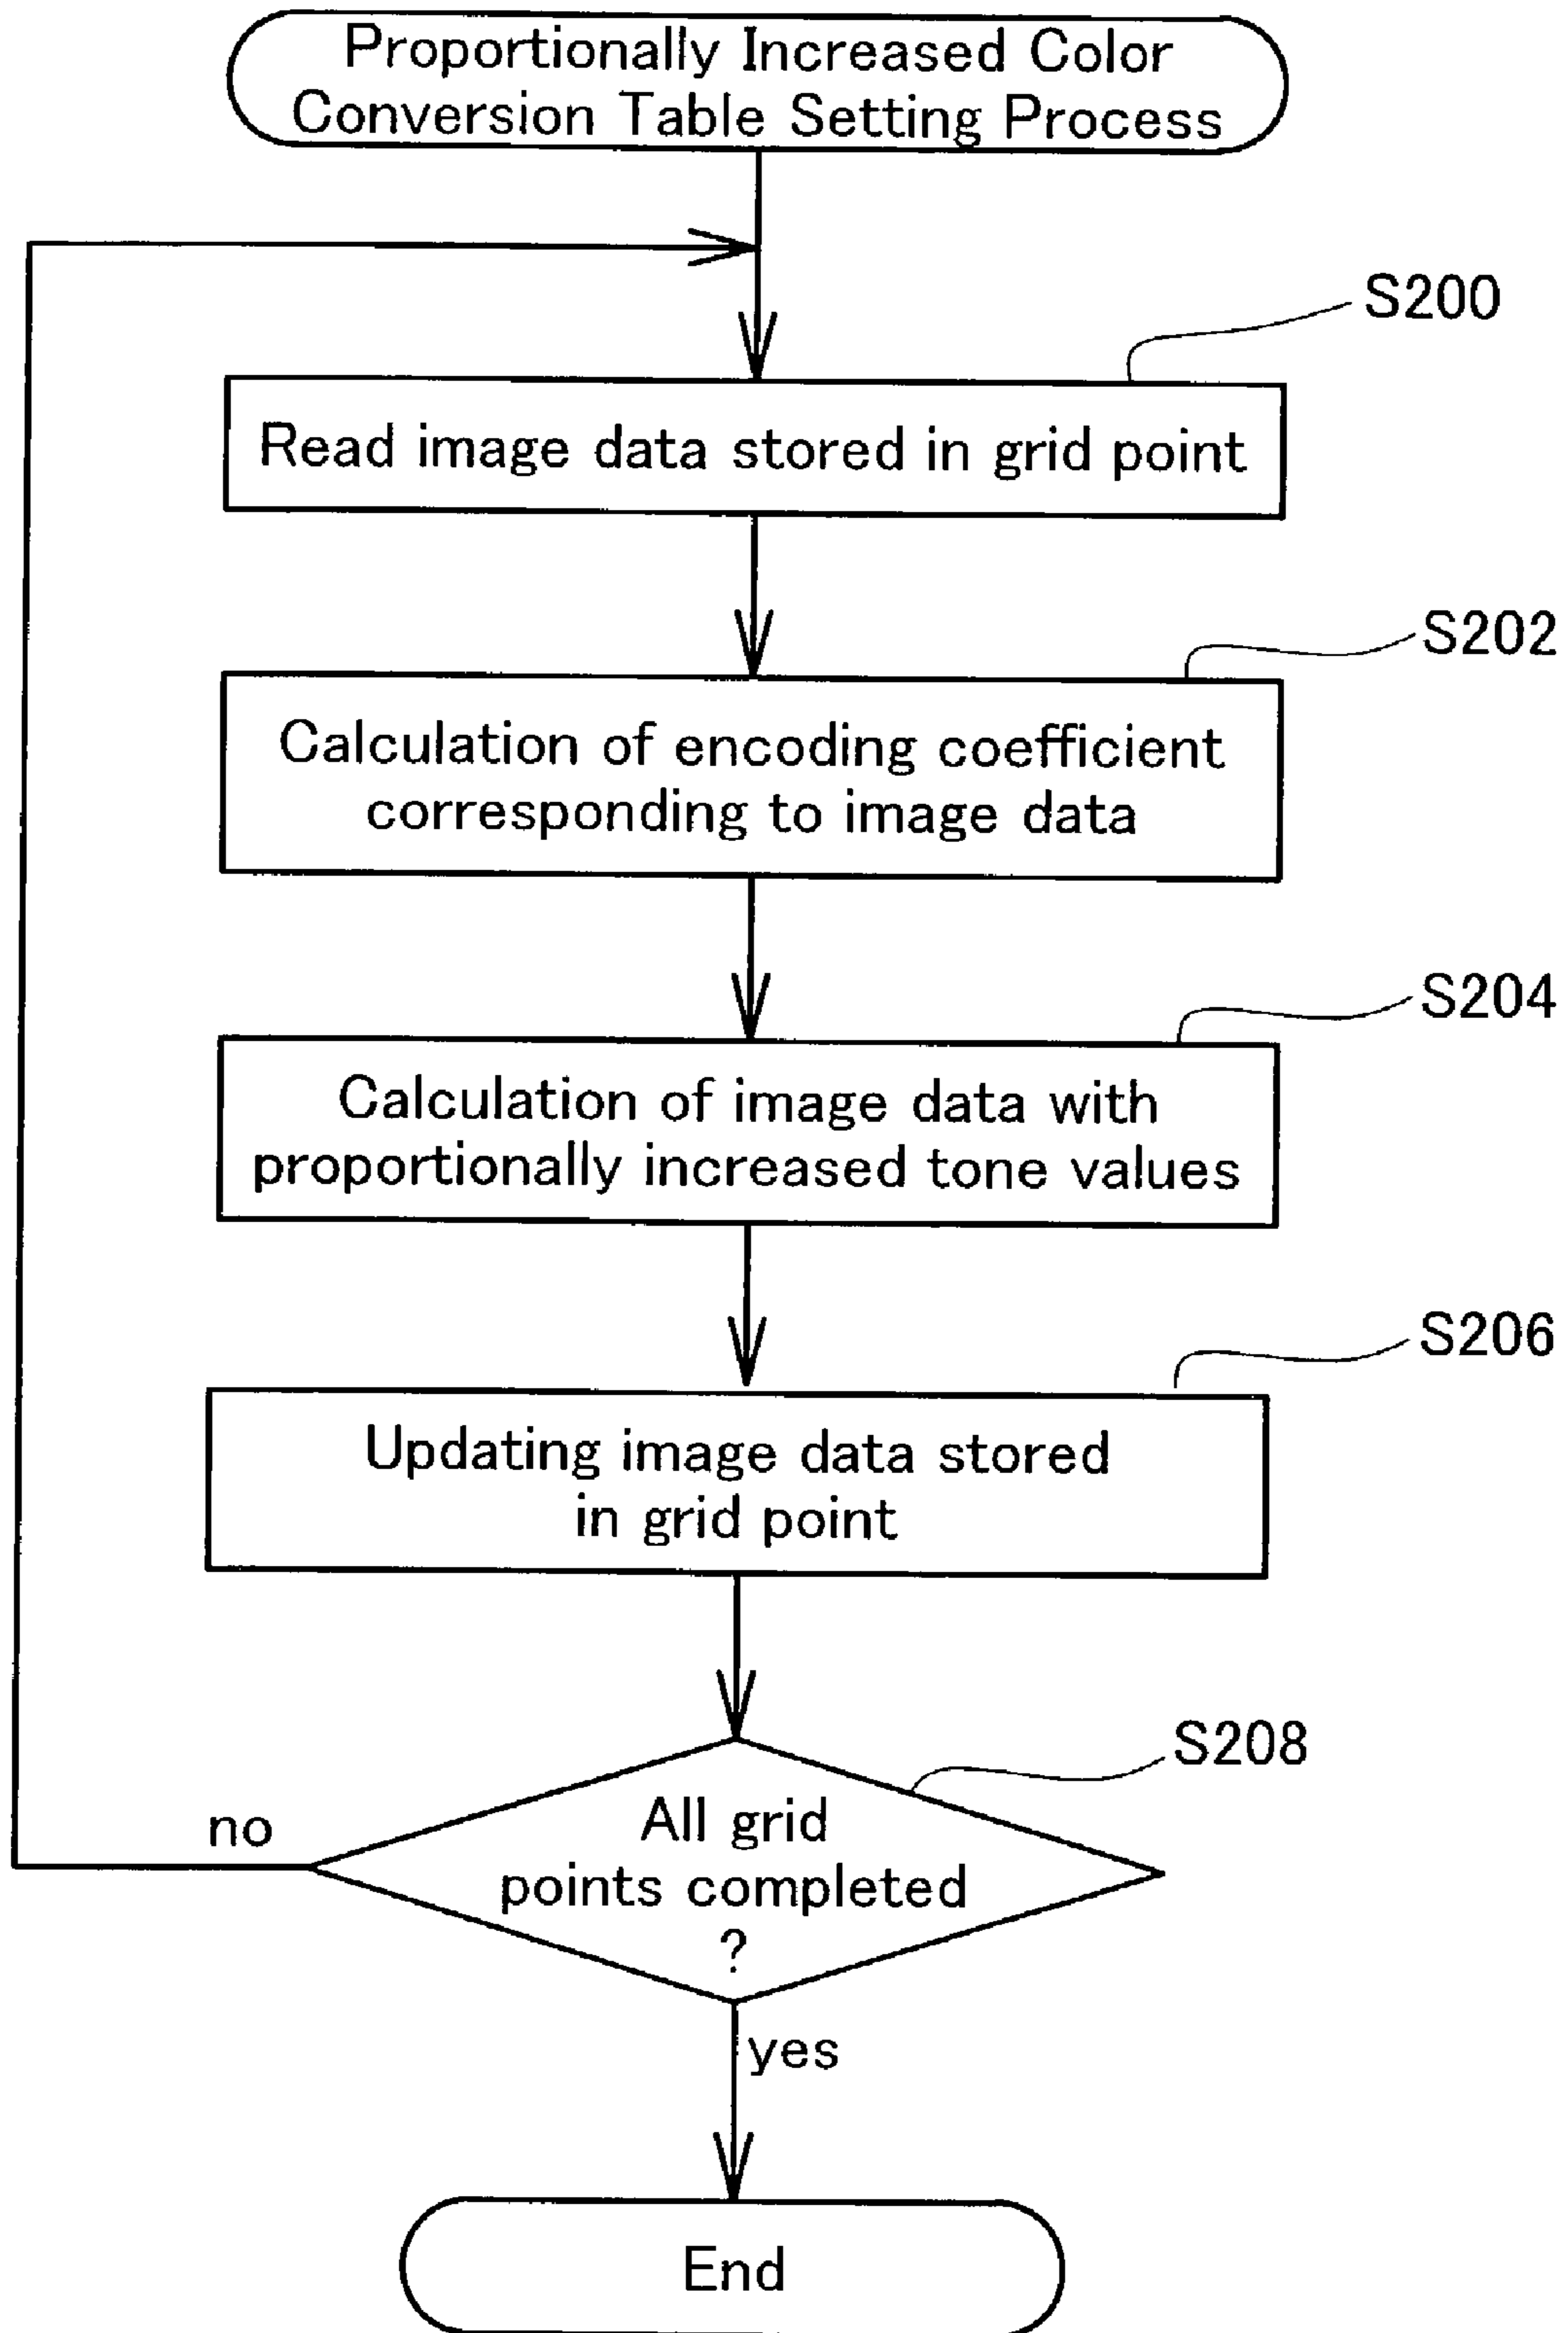 Proportionally Increased Color
Conversion Table Setting Process
S200
Read image data stored in grid point
S202
Calculation of encoding coefficient
corresponding to image data
S204
Calculation of image data with
proportionally increased tone values
S206
Updating image data stored
in grid point
S208
All grid
points completed
?
no
yes
End